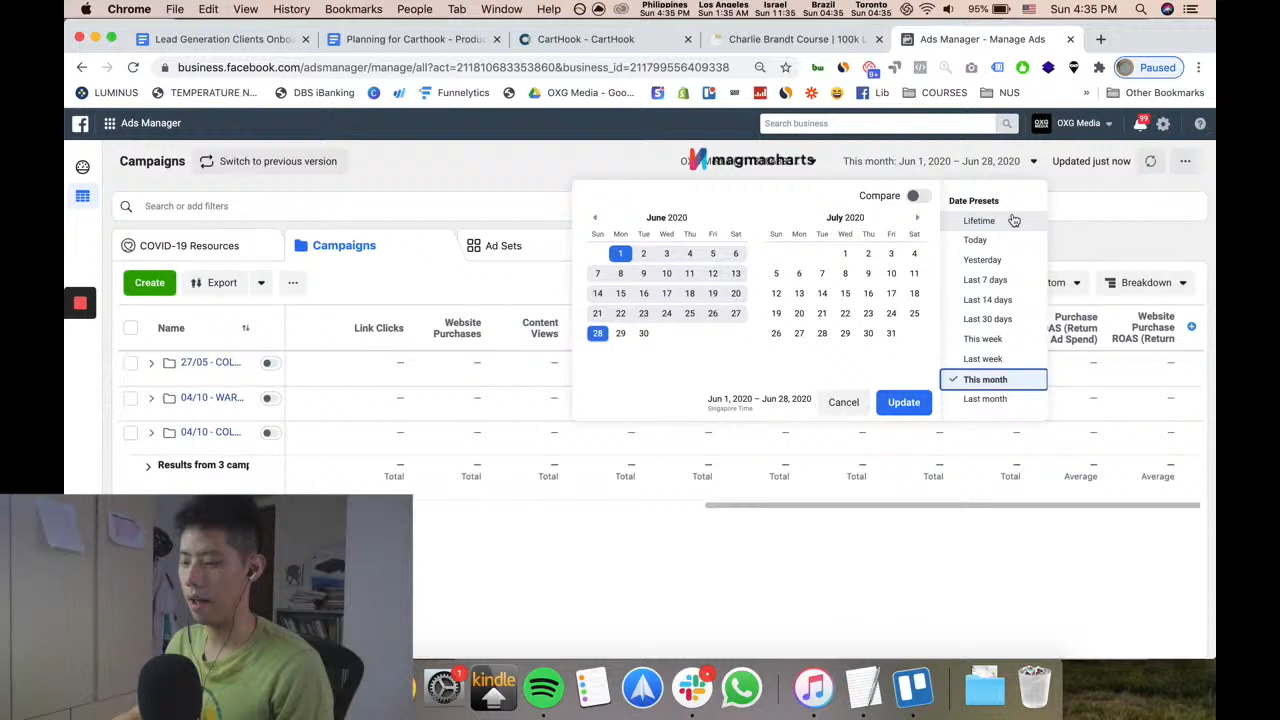 Chrome File Edit View History Bookmarks People Tab Window Help
Philippines Sun 4:35 PM Los Angeles Sun 1:35 AM Israel Sun 11:35 Brazil Sun 04:35 Toronto Sun 04:35 95% Sun 4:35 PM
Lead Generation Clients Onbo × Planning for Carthook - Produc × CartHook - CartHook × Charlie Brandt Course | 10k L × Ads Manager - Manage Ads × +
business.facebook.com/adsmanager/manage/all?act=2118106833538​60&business_id=211799556409338 bw 9+ Paused
LUMINUS TEMPERATURE N... DBS iBanking Funnelytics OXG Media - Goo... Lib COURSES NUS » Other Bookmarks
Ads Manager Search business OXG OXG Media 99
Campaigns Switch to previous version magmacharts This month: Jun 1, 2020 – Jun 28, 2020 Updated just now
Search or add filters
COVID-19 Resources Campaigns Ad Sets
Create Export Breakdown
Name Link Clicks Website Purchases Content Views Purchase ROAS (Return Ad Spend) Website Purchase ROAS (Return
27/05 - COL...
04/10 - WAR...
04/10 - COL...
Results from 3 camp
Total Total Total Total Total Total Total Total Total Average Average
Compare
June 2020 July 2020
Sun Mon Tue Wed Thu Fri Sat Sun Mon Tue Wed Thu Fri Sat
1 2 3 4 5 6 1 2 3 4
7 8 9 10 11 12 13 5 6 7 8 9 10 11
14 15 16 17 18 19 20 12 13 14 15 16 17 18
21 22 23 24 25 26 27 19 20 21 22 23 24 25
28 29 30 26 27 28 29 30 31
Jun 1, 2020 – Jun 28, 2020
Singapore Time
Cancel Update
Date Presets
Lifetime
Today
Yesterday
Last 7 days
Last 14 days
Last 30 days
This week
Last week
This month
Last month
1 kindle